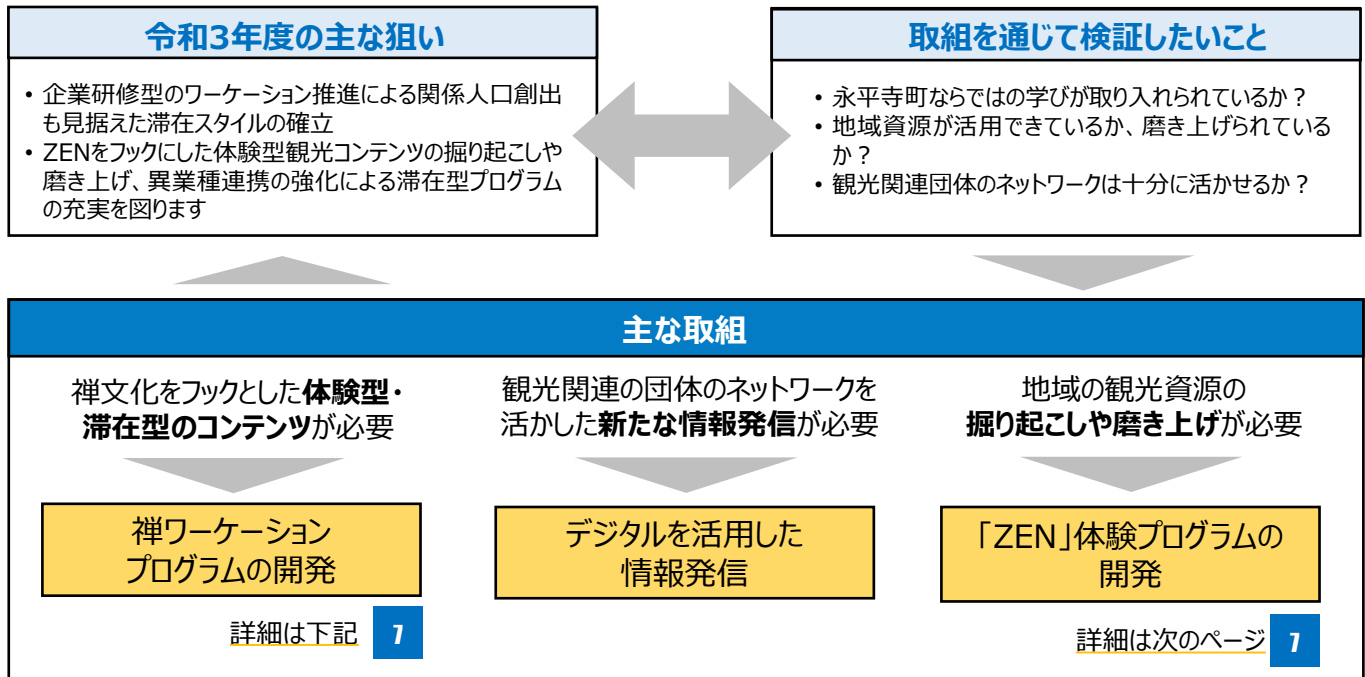 令和3年度の主な狙い
• 企業研修型のワーケーション推進による関係人口創出
も見据えた滞在スタイルの確立
• ZENをフックにした体験型観光コンテンツの掘り起こしや
磨き上げ、異業種連携の強化による滞在型プログラム
の充実を図ります
取組を通じて検証したいこと
• 永平寺町ならではの学びが取り入れられているか？
• 地域資源が活用できているか、磨き上げられている
か？
• 観光関連団体のネットワークは十分に活かせるか？
主な取組
禅文化をフックとした体験型・
滞在型のコンテンツが必要
禅ワーケーション
プログラムの開発
詳細は下記 1
観光関連の団体のネットワークを
活かした新たな情報発信が必要
デジタルを活用した
情報発信
地域の観光資源の
掘り起こしや磨き上げが必要
「ZEN」体験プログラムの
開発
詳細は次のページ 1